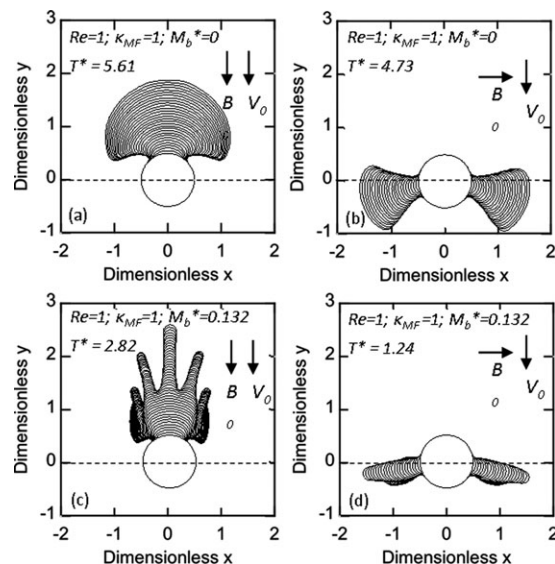 Re=1; κMF=1; Mb*=0
T* = 5.61
B V0
(a)
Dimensionless y
3
2
1
0
-1
-2 -1 0 1 2
Dimensionless x
Re=1; κMF=1; Mb*=0
T* = 4.73
B V0
0
(b)
Dimensionless y
3
2
1
0
-1
-2 -1 0 1 2
Dimensionless x
Re=1; κMF=1; Mb*=0.132
T* = 2.82
B V0
0
(c)
Dimensionless y
3
2
1
0
-1
-2 -1 0 1 2
Dimensionless x
Re=1; κMF=1; Mb*=0.132
T* = 1.24
B V0
0
(d)
Dimensionless y
3
2
1
0
-1
-2 -1 0 1 2
Dimensionless x